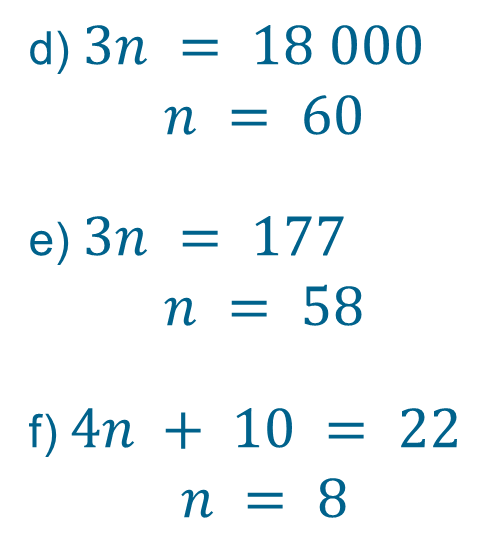 d) 3n = 18 000
n = 60
e) 3n = 177
n = 58
f) 4n + 10 = 22
n = 8